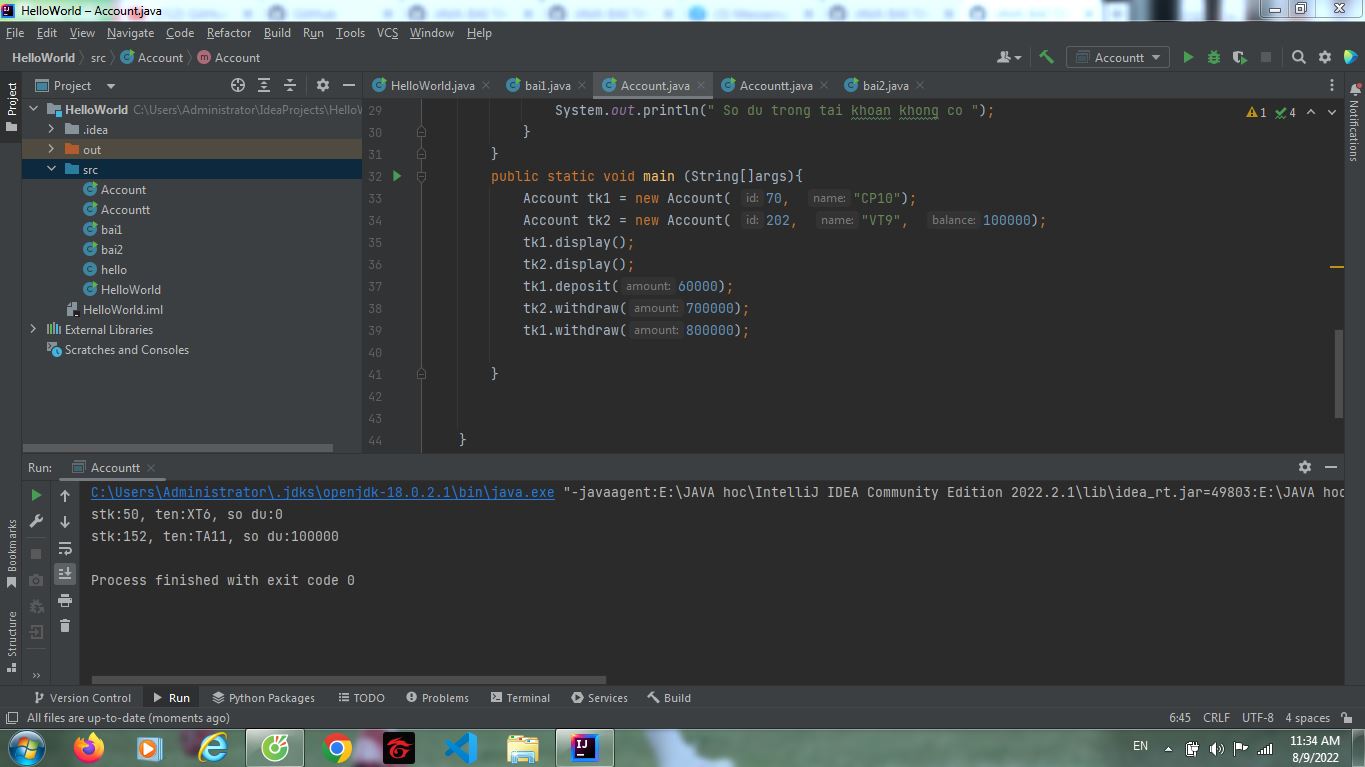 HelloWorld – Account.java
File Edit View Navigate Code Refactor Build Run Tools VCS Window Help
HelloWorld src Account Account
Accountt
Project
HelloWorld.java bai1.java Account.java Accountt.java bai2.java
Project
HelloWorld C:\Users\Administrator\IdeaProjects\HelloW
.idea
out
src
Account
Accountt
bai1
bai2
hello
HelloWorld
HelloWorld.iml
External Libraries
Scratches and Consoles
29 System.out.println(" So du trong tai khoan khong co ");
1 4
30 }
31 }
32 public static void main (String[]args){
33 Account tk1 = new Account( id: 70, name: "CP10");
34 Account tk2 = new Account( id: 202, name: "VT9", balance: 100000);
35 tk1.display();
36 tk2.display();
37 tk1.deposit( amount: 60000);
38 tk2.withdraw( amount: 700000);
39 tk1.withdraw( amount: 800000);
40
41 }
42
43
44 }
Notifications
Run: Accountt
C:\Users\Administrator\.jdks\openjdk-18.0.2.1\bin\java.exe "-javaagent:E:\JAVA hoc\IntelliJ IDEA Community Edition 2022.2.1\lib\idea_rt.jar=49803:E:\JAVA hoc
stk:50, ten:XT6, so du:0
stk:152, ten:TA11, so du:100000
Process finished with exit code 0
Bookmarks
Structure
Version Control Run Python Packages TODO Problems Terminal Services Build
All files are up-to-date (moments ago)
6:45 CRLF UTF-8 4 spaces
EN
11:34 AM
8/9/2022